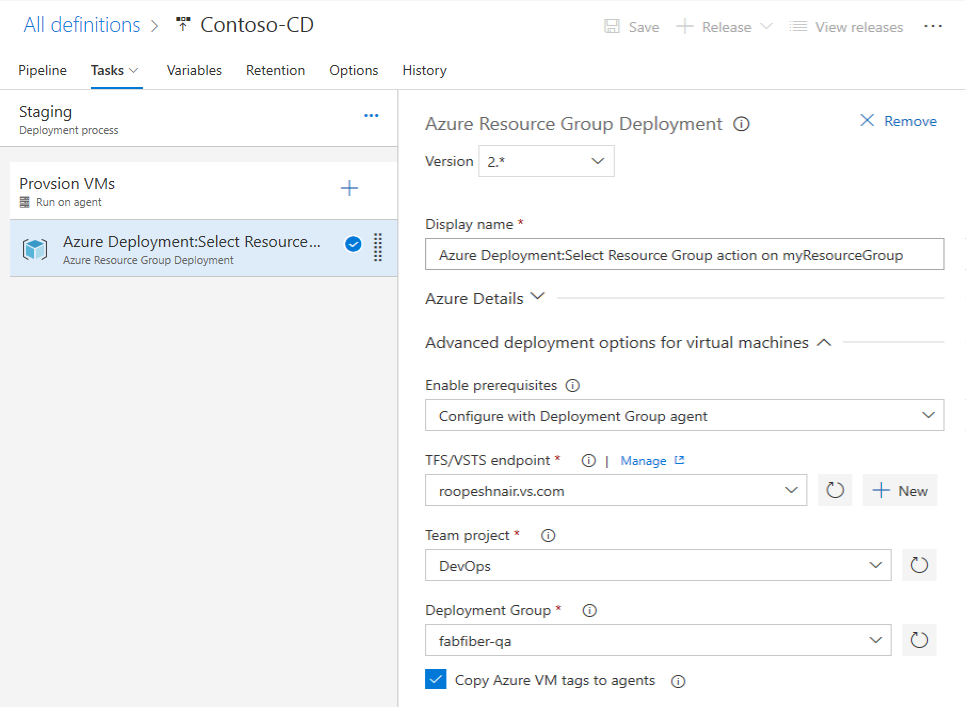 All definitions > Contoso-CD
Save
Release
View releases
...
Pipeline
Tasks
Variables
Retention
Options
History
Staging
Deployment process
...
Provsion VMs
Run on agent
Azure Deployment:Select Resource...
Azure Resource Group Deployment
Azure Resource Group Deployment
Remove
Version
2.*
Display name *
Azure Deployment:Select Resource Group action on myResourceGroup
Azure Details
Advanced deployment options for virtual machines
Enable prerequisites
Configure with Deployment Group agent
TFS/VSTS endpoint * | Manage
roopeshnair.vs.com
New
Team project *
DevOps
Deployment Group *
fabfiber-qa
Copy Azure VM tags to agents